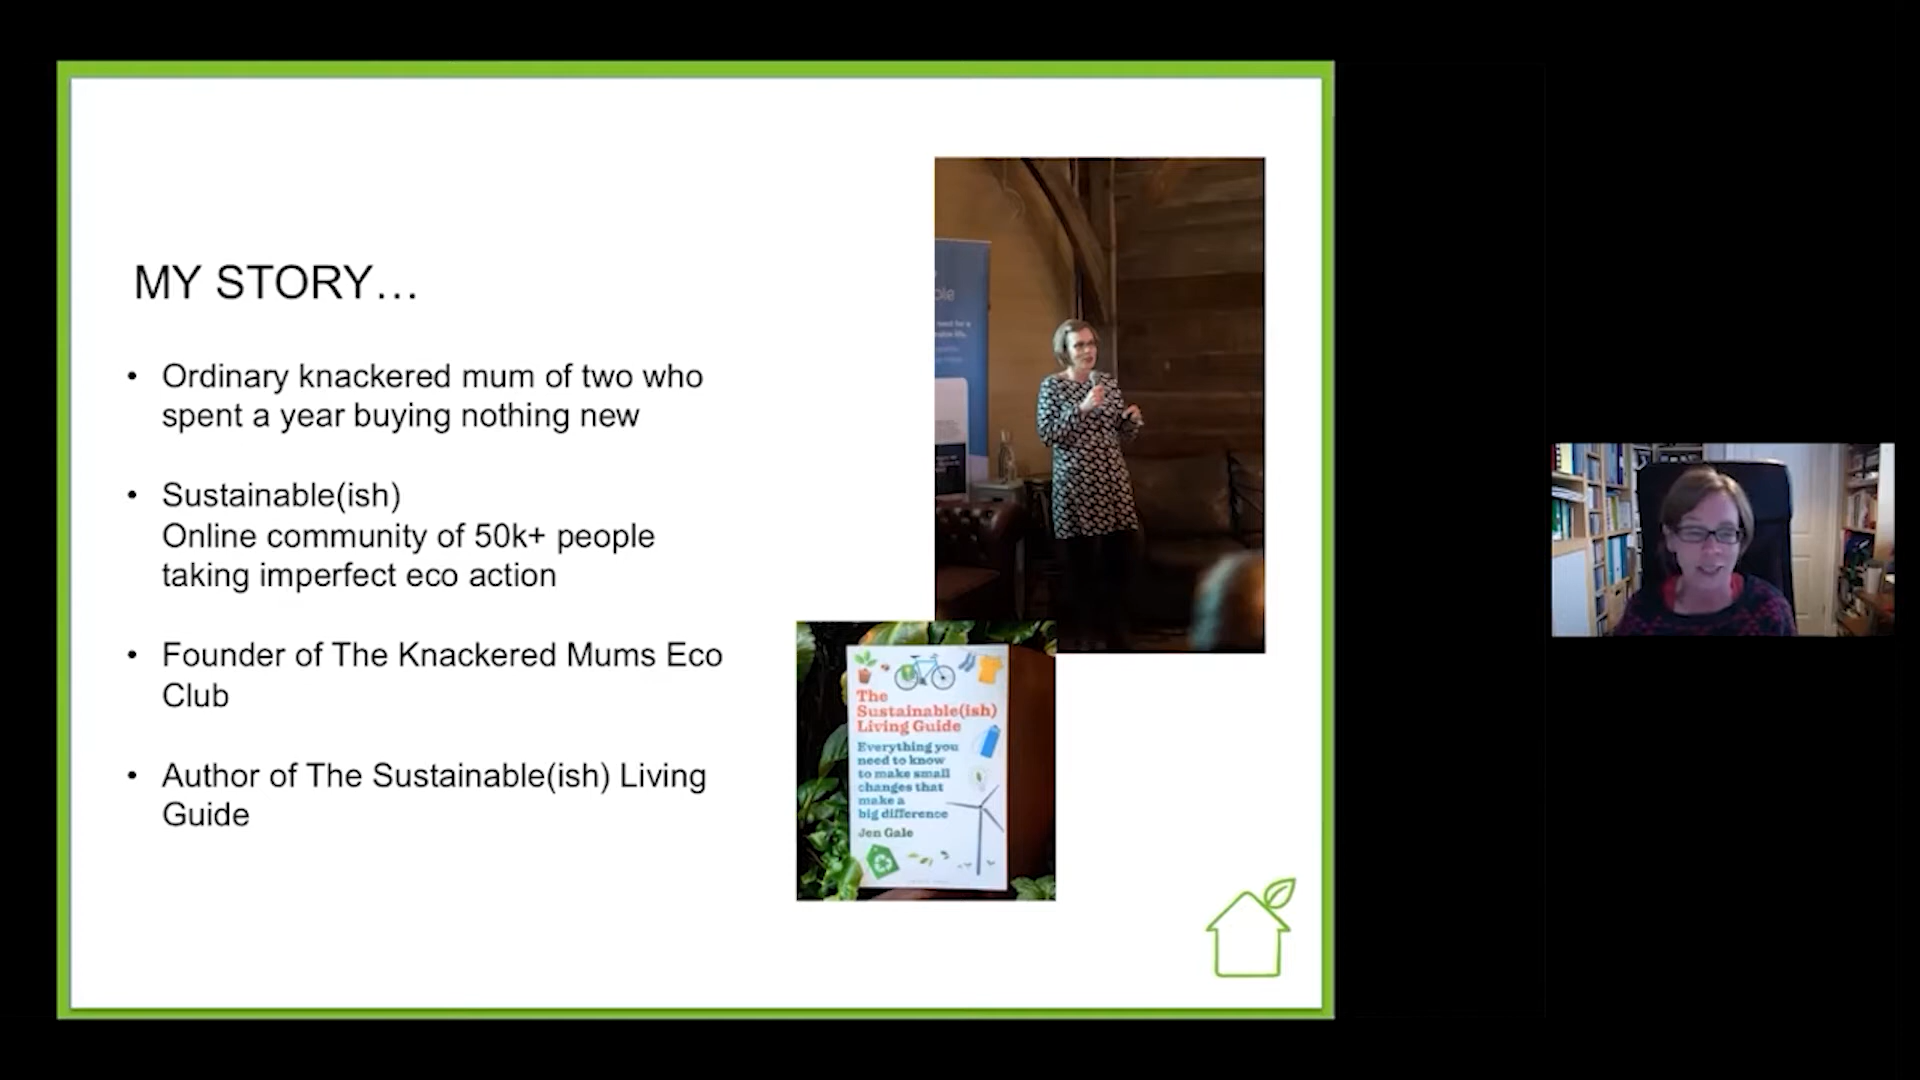 MY STORY…
• Ordinary knackered mum of two who
spent a year buying nothing new
• Sustainable(ish)
Online community of 50k+ people
taking imperfect eco action
• Founder of The Knackered Mums Eco
Club
• Author of The Sustainable(ish) Living
Guide
The
Sustainable(ish)
Living Guide
Everything you
need to know
to make small
changes that
make a
big difference
Jen Gale